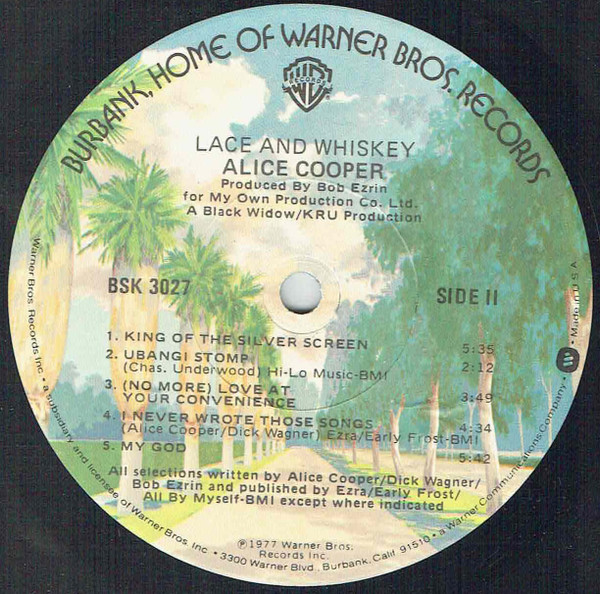 BURBANK, HOME OF WARNER BROS. RECORDS
WB
RECORDS
LACE AND WHISKEY
ALICE COOPER
Produced By Bob Ezrin
for My Own Production Co. Ltd.
A Black Widow/KRU Production
BSK 3027
SIDE II
1. KING OF THE SILVER SCREEN 5:35
2. UBANGI STOMP 2:12
(Chas. Underwood) Hi-Lo Music-BMI
3. (NO MORE) LOVE AT
YOUR CONVENIENCE 3:49
4. I NEVER WROTE THOSE SONGS 4:34
(Alice Cooper/Dick Wagner) Ezra/Early Frost-BMI
5. MY GOD 5:42
All selections written by Alice Cooper/Dick Wagner/
Bob Ezrin and published by Ezra/Early Frost/
All By Myself-BMI except where indicated
℗1977 Warner Bros.
Records Inc.
Warner Bros. Records Inc. • a subsidiary and licensee of Warner Bros. Inc. • 3300 Warner Blvd., Burbank, Calif. 91510 • a Warner Communications Company. • Made in U.S.A.